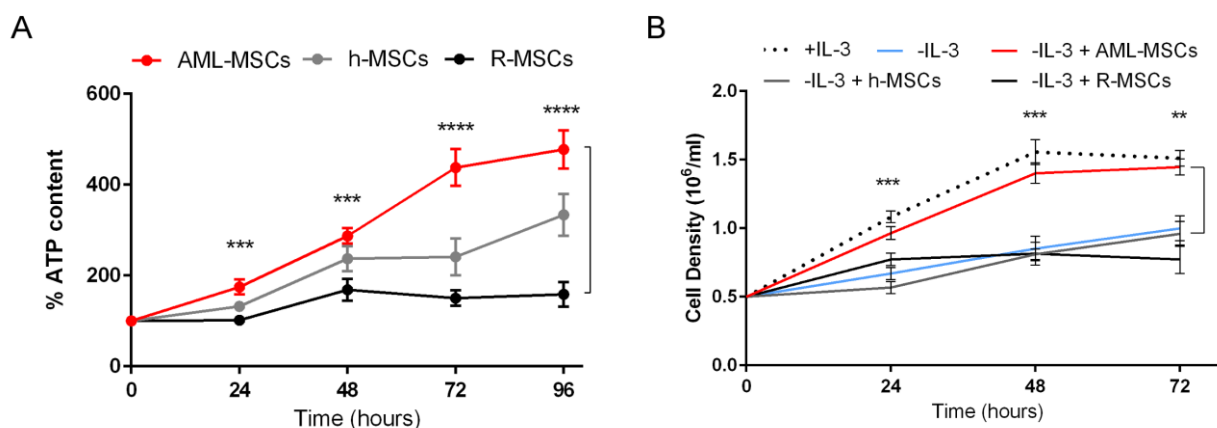 A
AML-MSCs h-MSCs R-MSCs
600
400
200
0
% ATP content
***
***
****
****
0 24 48 72 96
Time (hours)
B
+IL-3 -IL-3 -IL-3 + AML-MSCs
-IL-3 + h-MSCs -IL-3 + R-MSCs
2.0
1.5
1.0
0.5
0.0
Cell Density (10⁶/ml)
***
***
**
0 24 48 72
Time (hours)